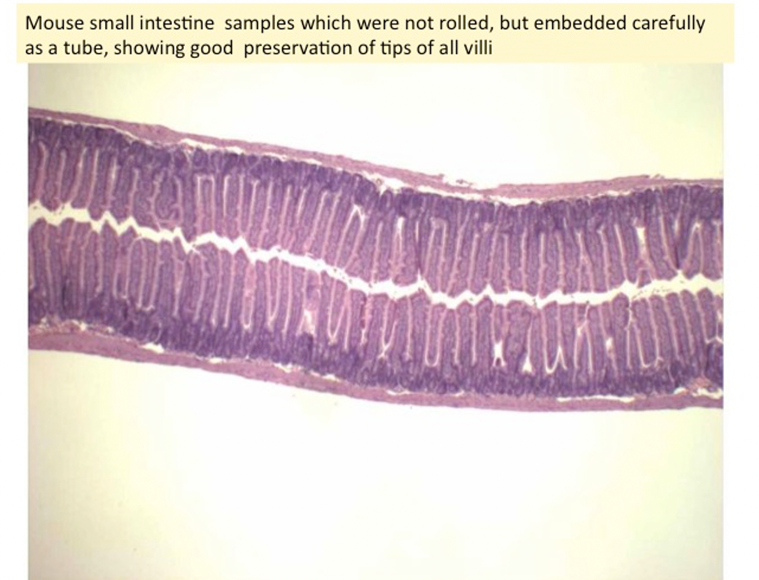 Mouse small intestine  samples which were not rolled, but embedded carefully
as a tube, showing good  preservation of tips of all villi